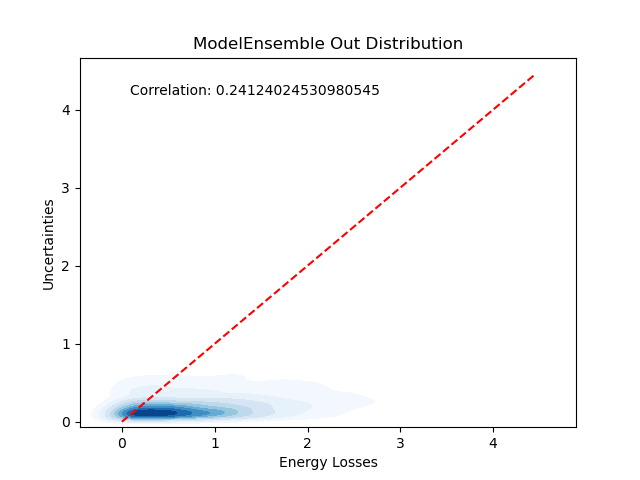 ModelEnsemble Out Distribution
Correlation: 0.24124024530980545
4
3
2
1
0
Uncertainties
0 1 2 3 4
Energy Losses